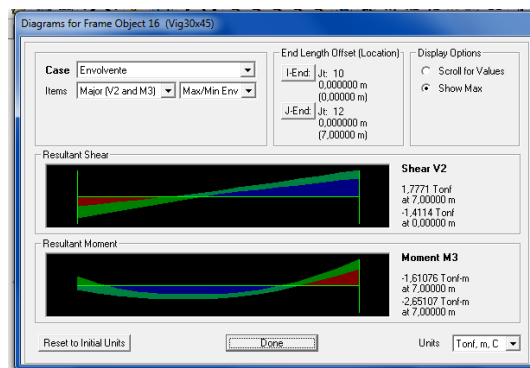 Diagrams for Frame Object 16 (Vig30x45)
Case Envolvente
Items Major (V2 and M3) Max/Min Env
End Length Offset (Location)
I-End: Jt: 10
0,000000 m
(0,00000 m)
J-End: Jt: 12
0,000000 m
(7,00000 m)
Display Options
Scroll for Values
Show Max
Resultant Shear
Shear V2
1,7771 Tonf
at 7,00000 m
-1,4114 Tonf
at 0,00000 m
Resultant Moment
Moment M3
-1,61076 Tonf-m
at 7,00000 m
-2,65107 Tonf-m
at 7,00000 m
Reset to Initial Units
Done
Units Tonf, m, C